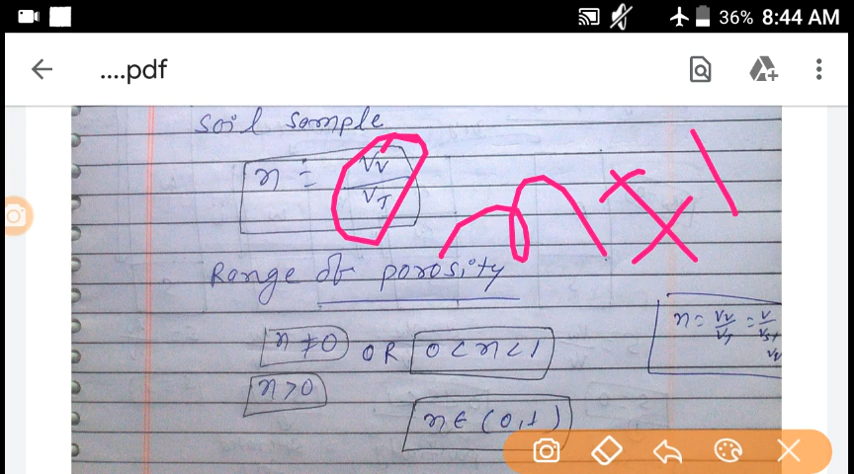 36% 8:44 AM
....pdf
Soil Sample
n = Vv/VT
Range of porosity
n ≠ 0 OR 0 < n < 1
n = Vv/VT = V
n > 0
n ∈ (0,1)